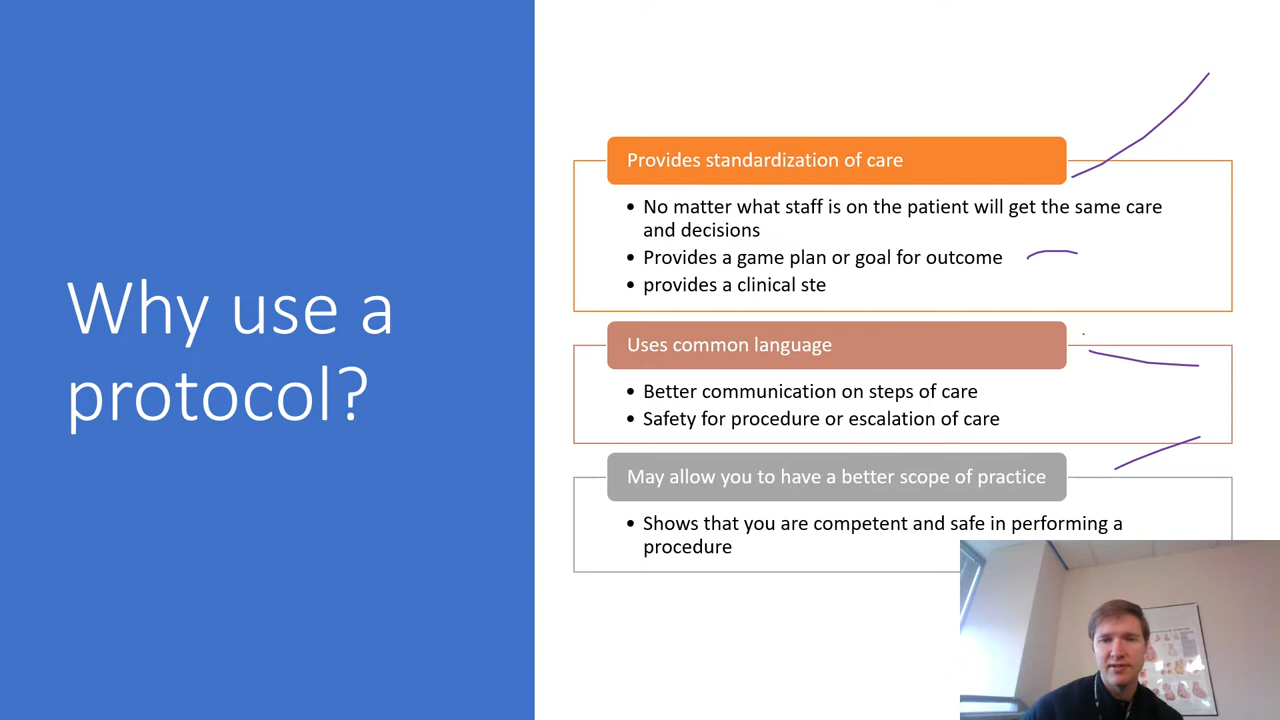 Why use a
protocol?
Provides standardization of care
• No matter what staff is on the patient will get the same care
and decisions
• Provides a game plan or goal for outcome
• provides a clinical ste
Uses common language
• Better communication on steps of care
• Safety for procedure or escalation of care
May allow you to have a better scope of practice
• Shows that you are competent and safe in performing a
procedure